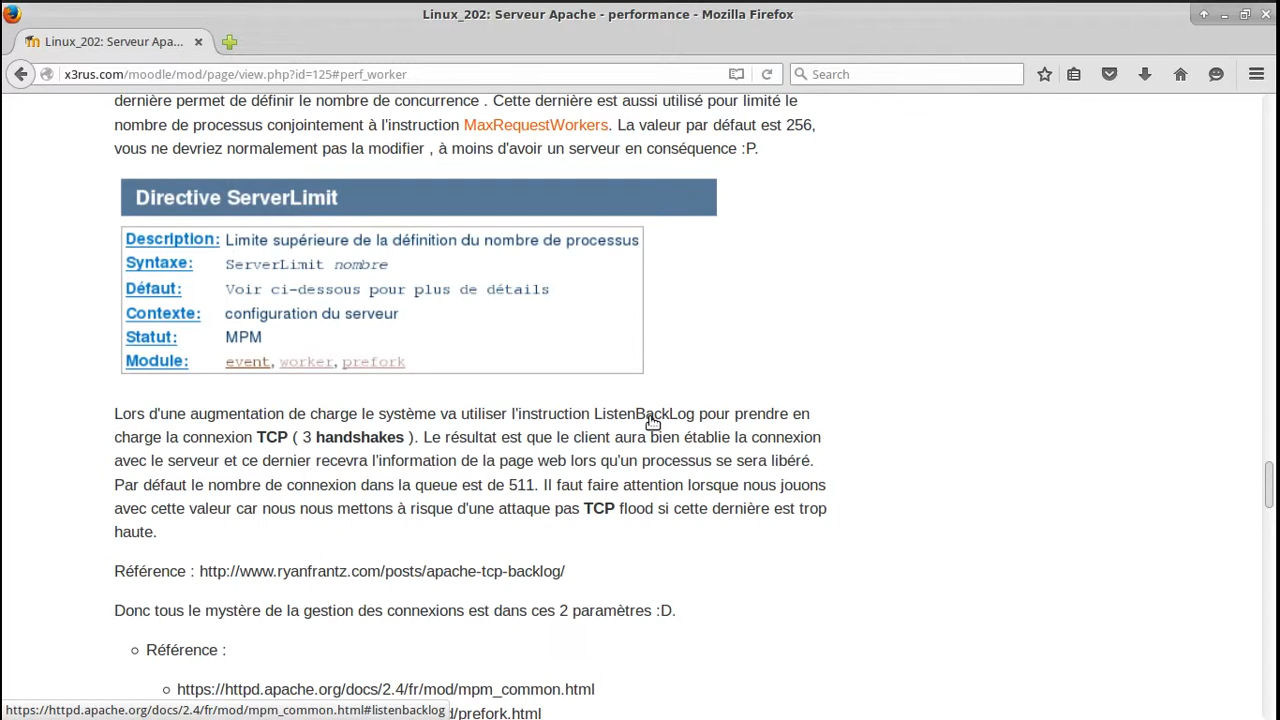 Linux_202: Serveur Apache - performance - Mozilla Firefox
Linux_202: Serveur Apa...
x3rus.com/moodle/mod/page/view.php?id=125#perf_worker
Search
dernière permet de définir le nombre de concurrence . Cette dernière est aussi utilisé pour limité le
nombre de processus conjointement à l'instruction MaxRequestWorkers. La valeur par défaut est 256,
vous ne devriez normalement pas la modifier , à moins d'avoir un serveur en conséquence :P.
Directive ServerLimit
Description: Limite supérieure de la définition du nombre de processus
Syntaxe: ServerLimit nombre
Défaut: Voir ci-dessous pour plus de détails
Contexte: configuration du serveur
Statut: MPM
Module: event, worker, prefork
Lors d'une augmentation de charge le système va utiliser l'instruction ListenBackLog pour prendre en
charge la connexion TCP ( 3 handshakes ). Le résultat est que le client aura bien établie la connexion
avec le serveur et ce dernier recevra l'information de la page web lors qu'un processus se sera libéré.
Par défaut le nombre de connexion dans la queue est de 511. Il faut faire attention lorsque nous jouons
avec cette valeur car nous nous mettons à risque d'une attaque pas TCP flood si cette dernière est trop
haute.
Référence : http://www.ryanfrantz.com/posts/apache-tcp-backlog/
Donc tous le mystère de la gestion des connexions est dans ces 2 paramètres :D.
Référence :
https://httpd.apache.org/docs/2.4/fr/mod/mpm_common.html
https://httpd.apache.org/docs/2.4/fr/mod/mpm_common.html#listenbacklog
d/prefork.html